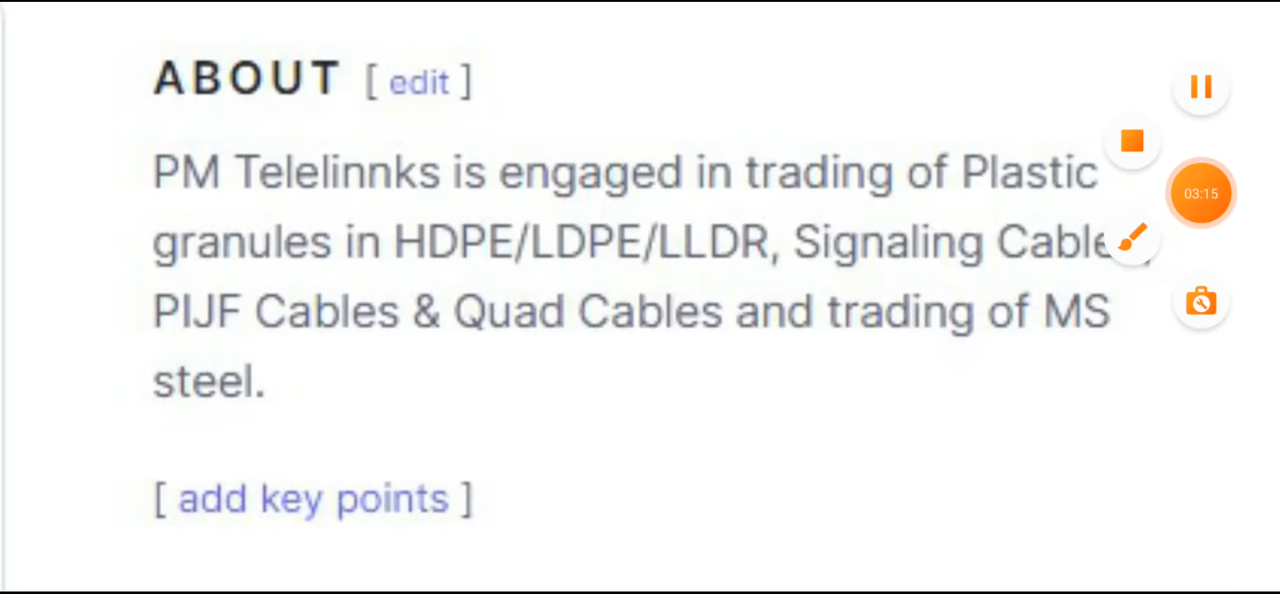 ABOUT [ edit ]
PM Telelinnks is engaged in trading of Plastic
granules in HDPE/LDPE/LLDR, Signaling Cable,
PIJF Cables & Quad Cables and trading of MS
steel.
[ add key points ]
03:15